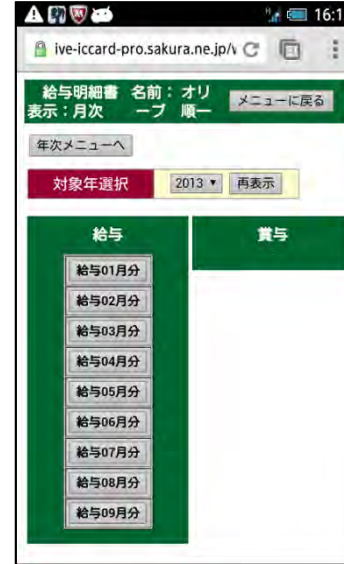 16:1
ive-iccard-pro.sakura.ne.jp/v
給与明細書 名前：オリ
表示：月次 ーブ 順一
メニューに戻る
年次メニューへ
対象年選択 2013 再表示
給与 賞与
給与01月分
給与02月分
給与03月分
給与04月分
給与05月分
給与06月分
給与07月分
給与08月分
給与09月分